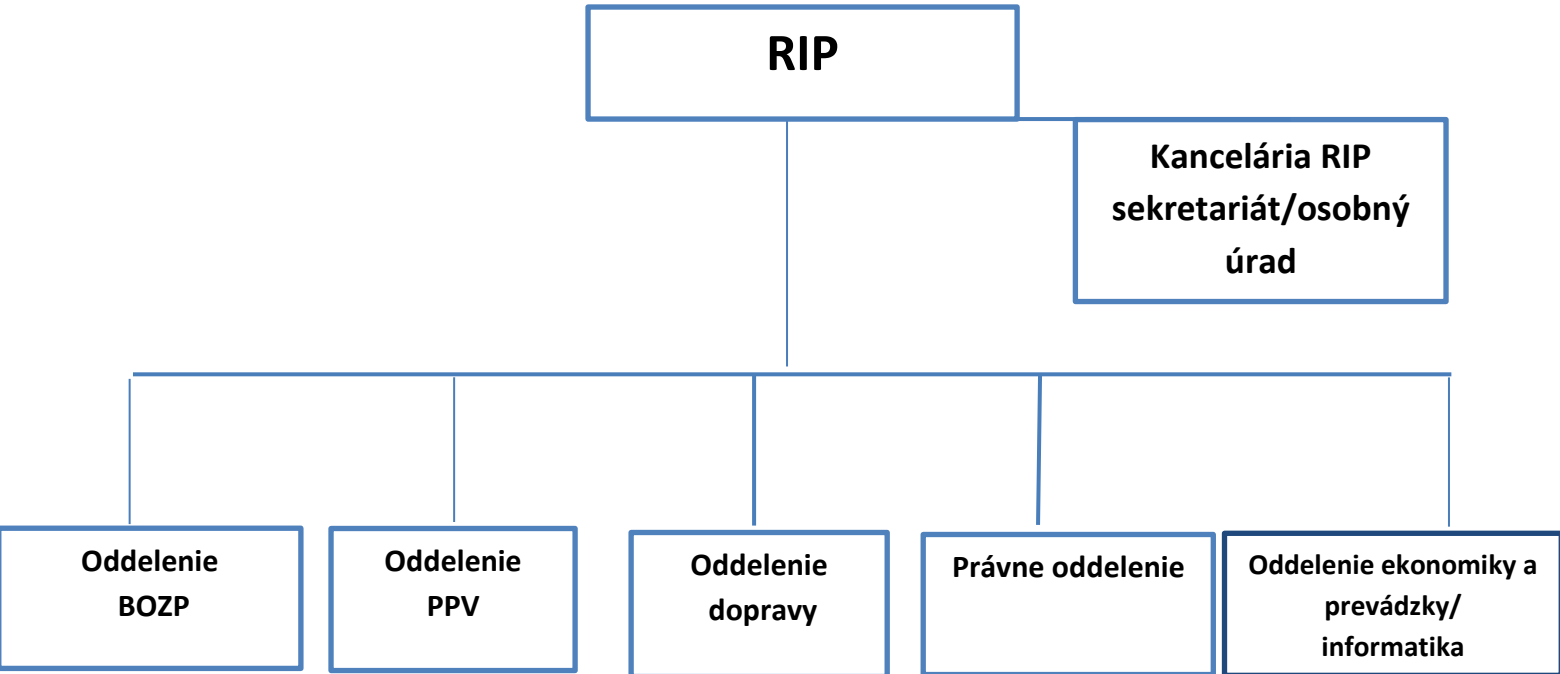 RIP
Kancelária RIP
sekretariát/osobný
úrad
Oddelenie
BOZP
Oddelenie
PPV
Oddelenie
dopravy
Právne oddelenie
Oddelenie ekonomiky a
prevádzky/
informatika